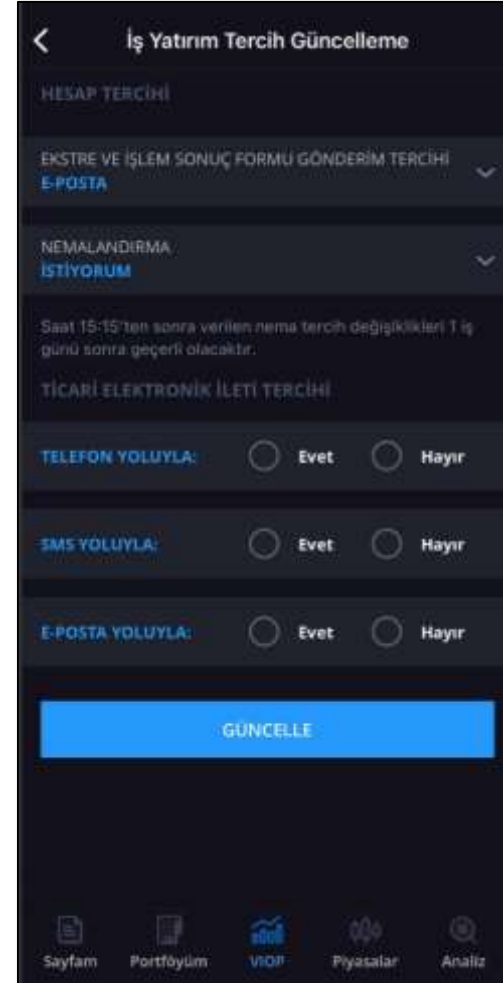 İş Yatırım Tercih Güncelleme
HESAP TERCİHİ
EKSTRE VE İŞLEM SONUÇ FORMU GÖNDERİM TERCİHİ
E-POSTA
NEMALANDIRMA
İSTİYORUM
Saat 15:15'ten sonra verilen nema tercih değişiklikleri 1 iş
günü sonra geçerli olacaktır.
TİCARİ ELEKTRONİK İLETİ TERCİHİ
TELEFON YOLUYLA: Evet Hayır
SMS YOLUYLA: Evet Hayır
E-POSTA YOLUYLA: Evet Hayır
GÜNCELLE
Sayfam Portföyüm VIOP Piyasalar Analiz